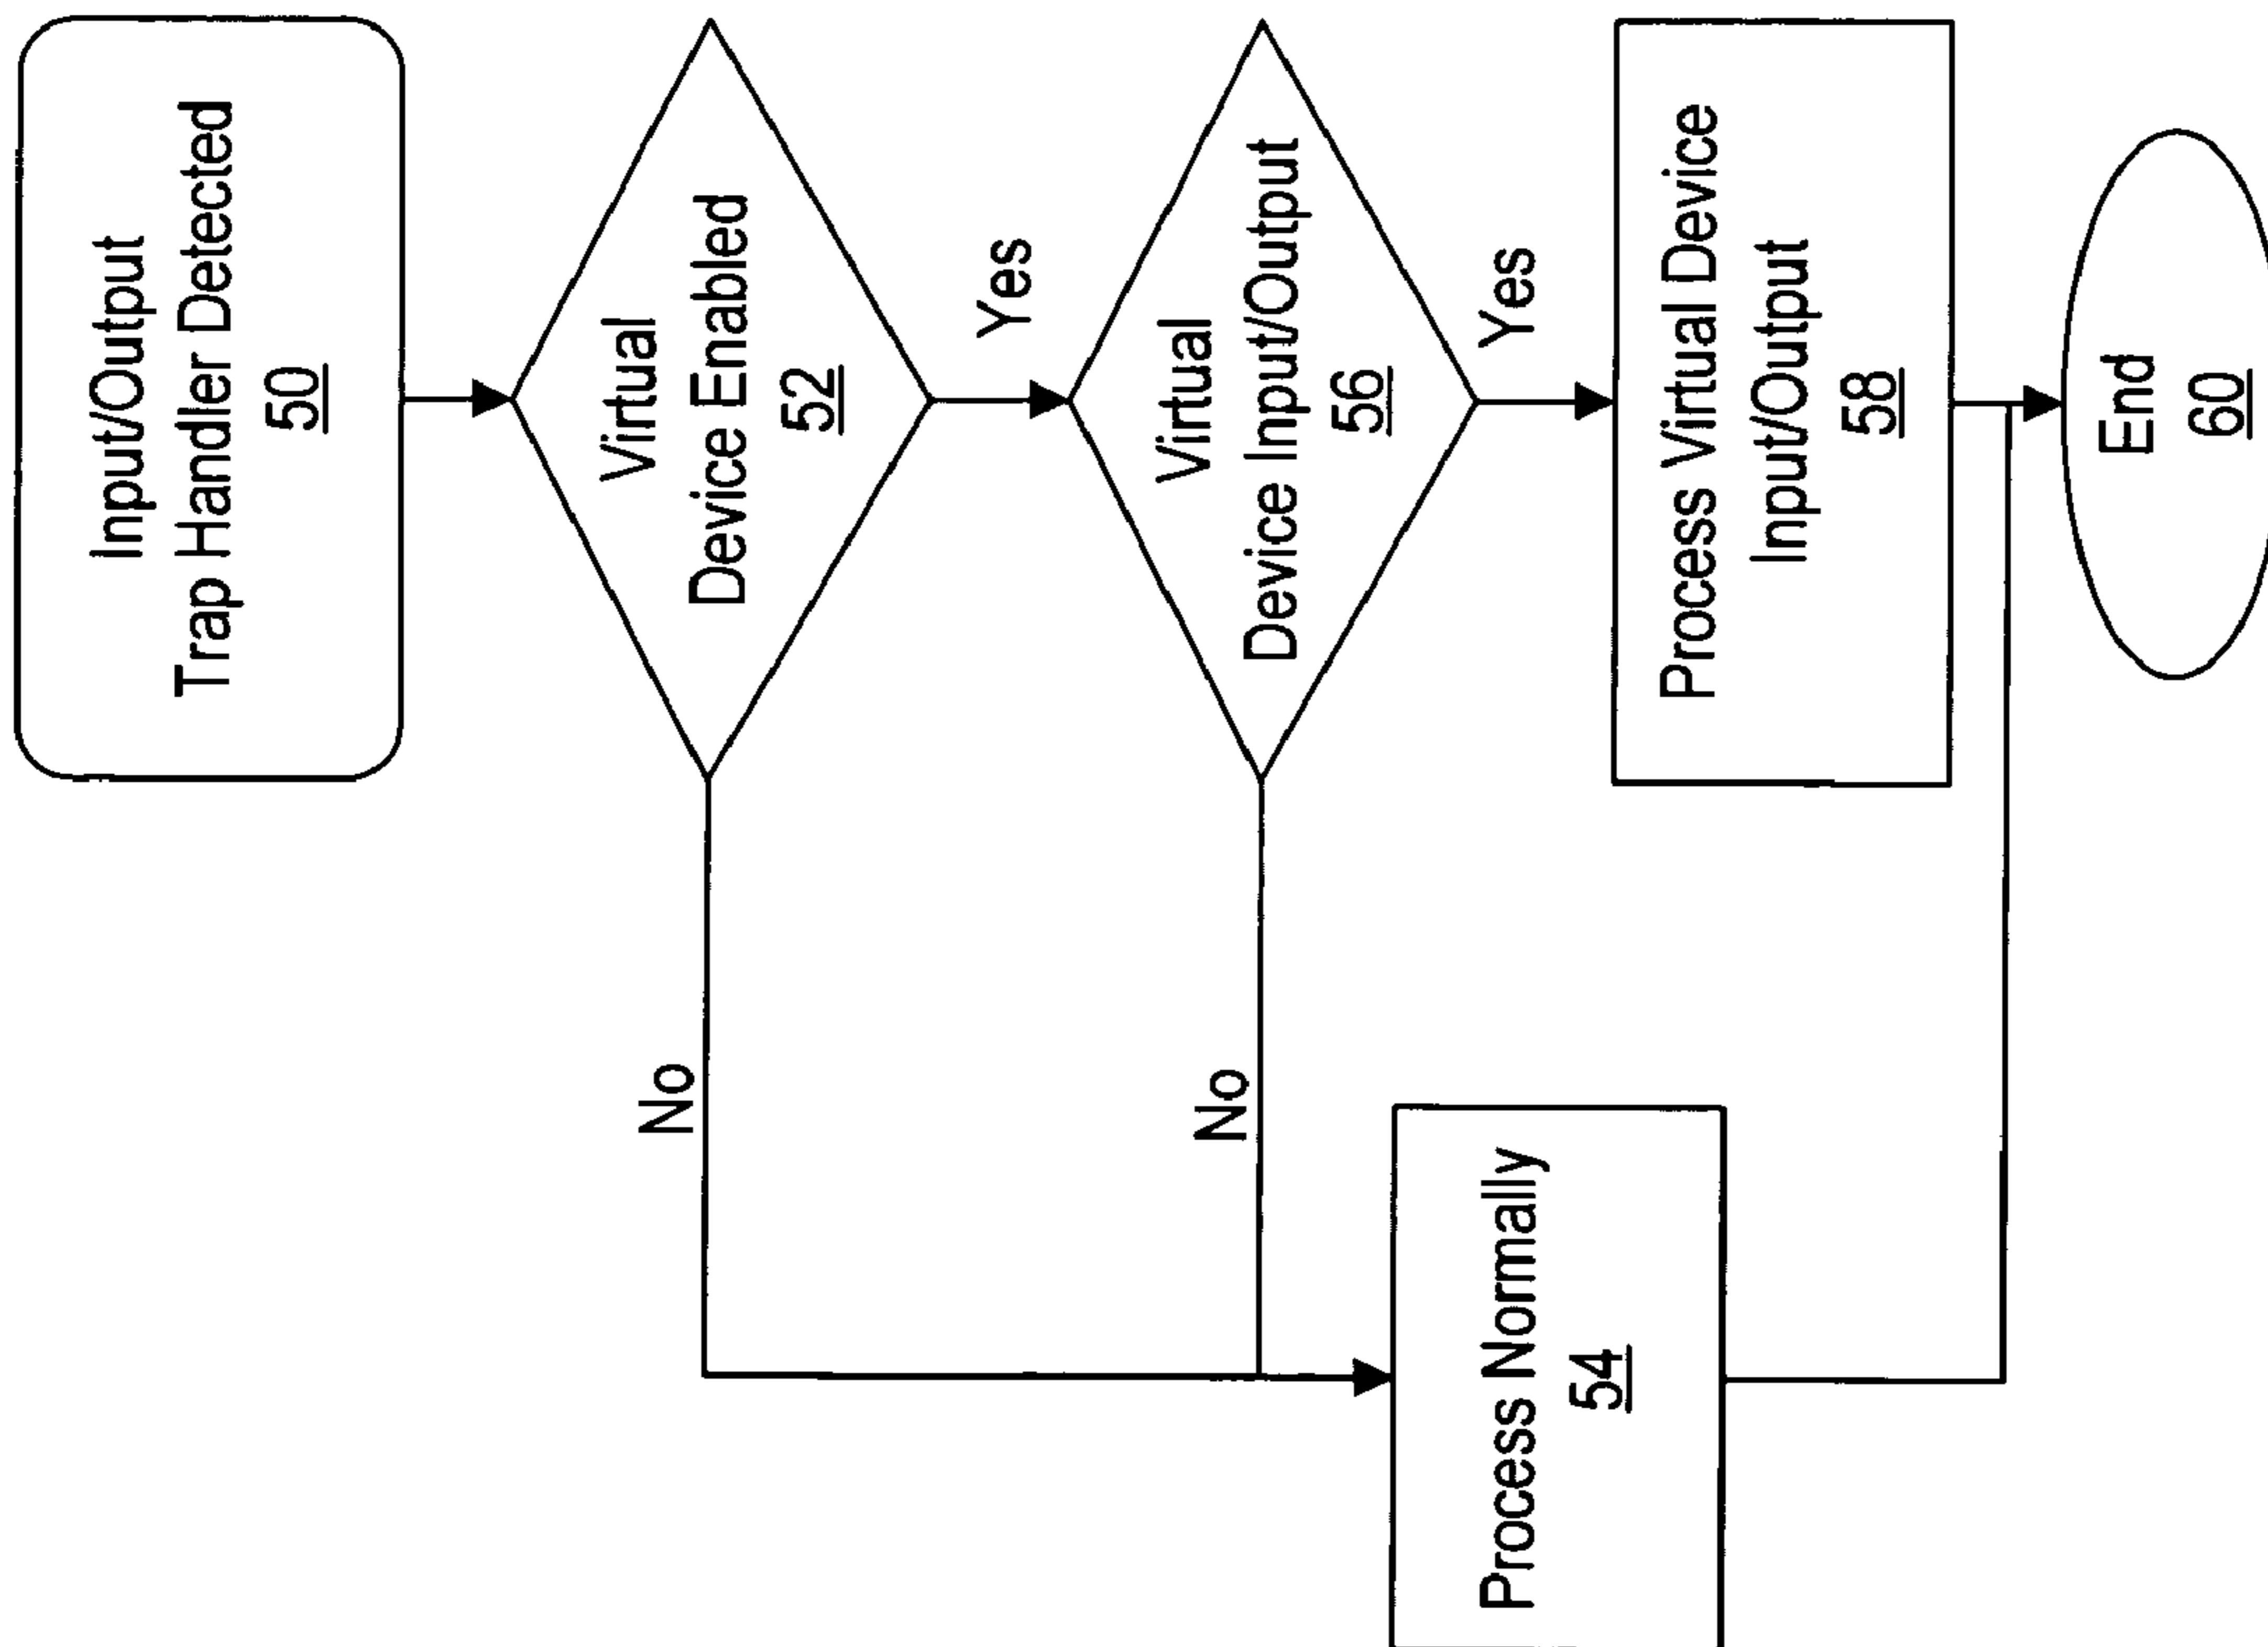 Input/Output
Trap Handler Detected
50
Virtual
Device Enabled
52
No
Yes
Virtual
Device Input/Output
56
No
Yes
Process Normally
54
Process Virtual Device
Input/Output
58
End
60